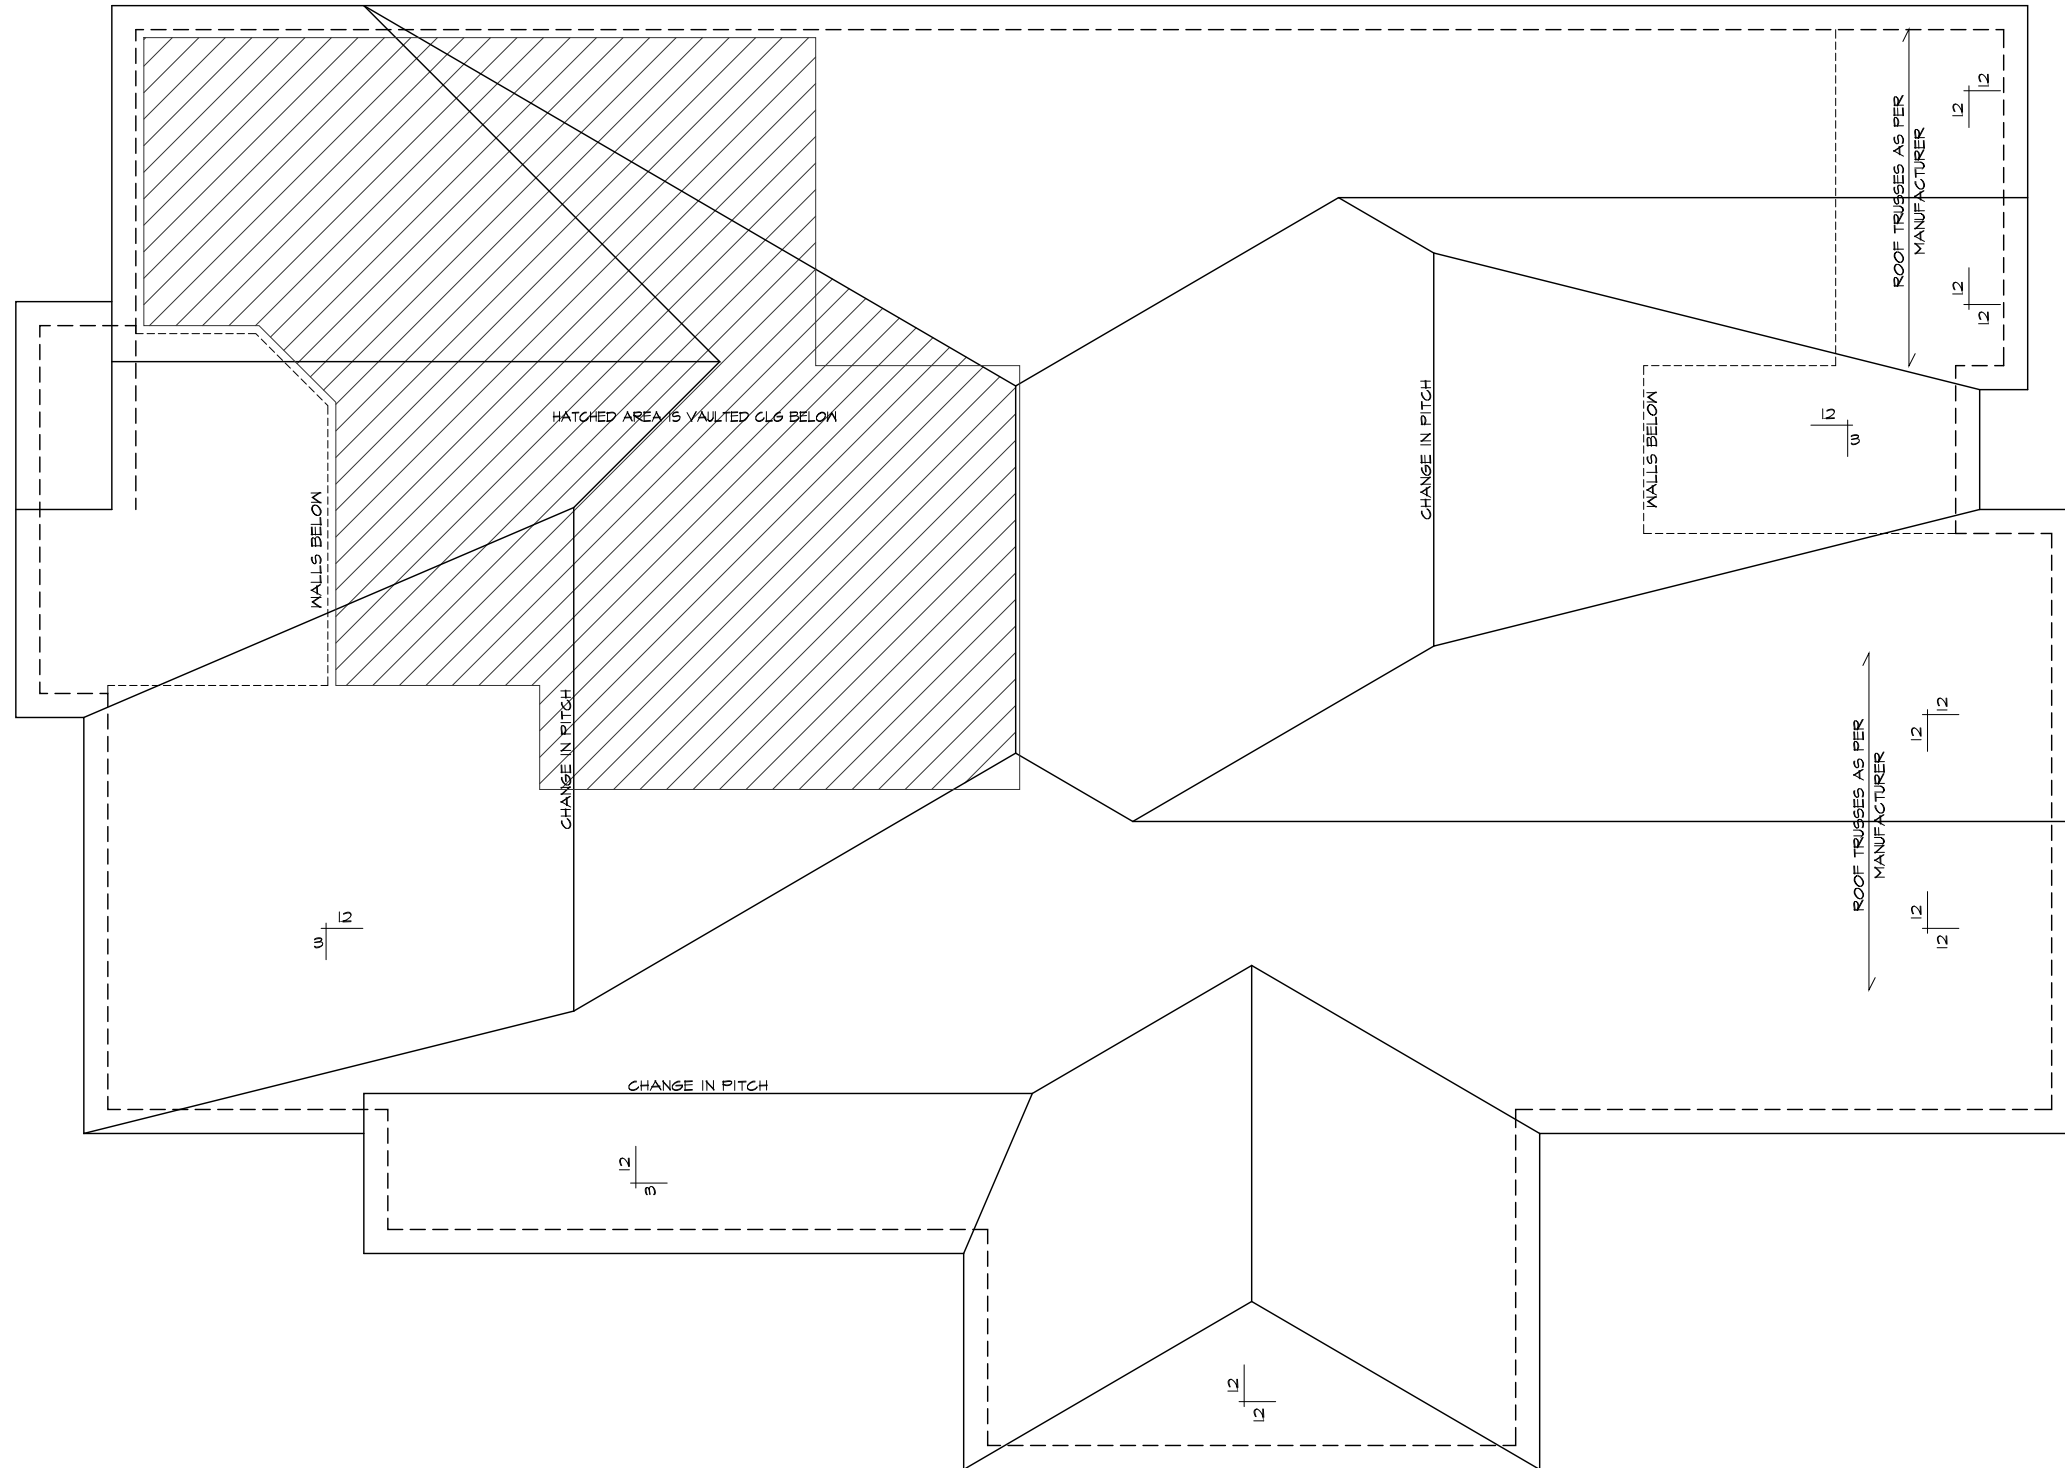 12
12
ROOF TRUSSES AS PER
MANUFACTURER
12
12
HATCHED AREA IS VAULTED CLG BELOW
CHANGE IN PITCH
WALLS BELOW
12
3
WALLS BELOW
CHANGE IN PITCH
12
12
ROOF TRUSSES AS PER
MANUFACTURER
12
3
12
12
CHANGE IN PITCH
12
3
12
12